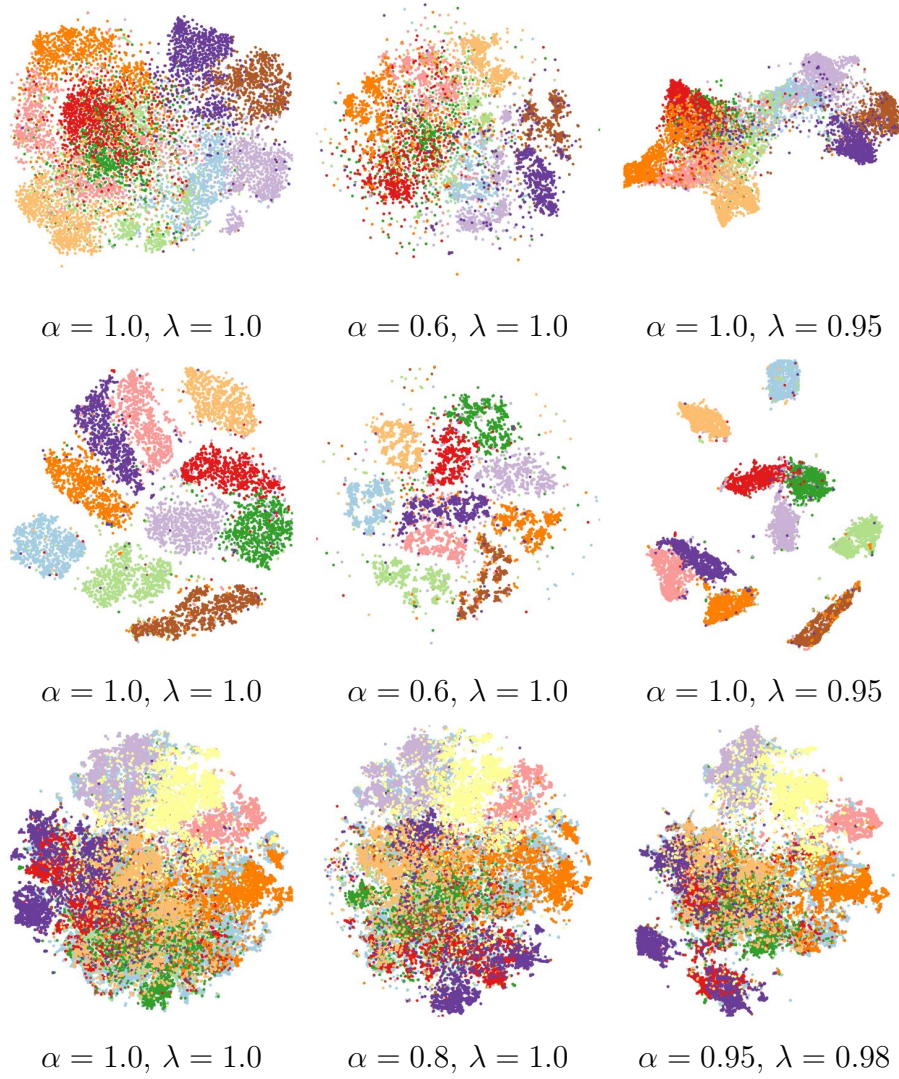 α = 1.0, λ = 1.0 α = 0.6, λ = 1.0 α = 1.0, λ = 0.95
α = 1.0, λ = 1.0 α = 0.6, λ = 1.0 α = 1.0, λ = 0.95
α = 1.0, λ = 1.0 α = 0.8, λ = 1.0 α = 0.95, λ = 0.98